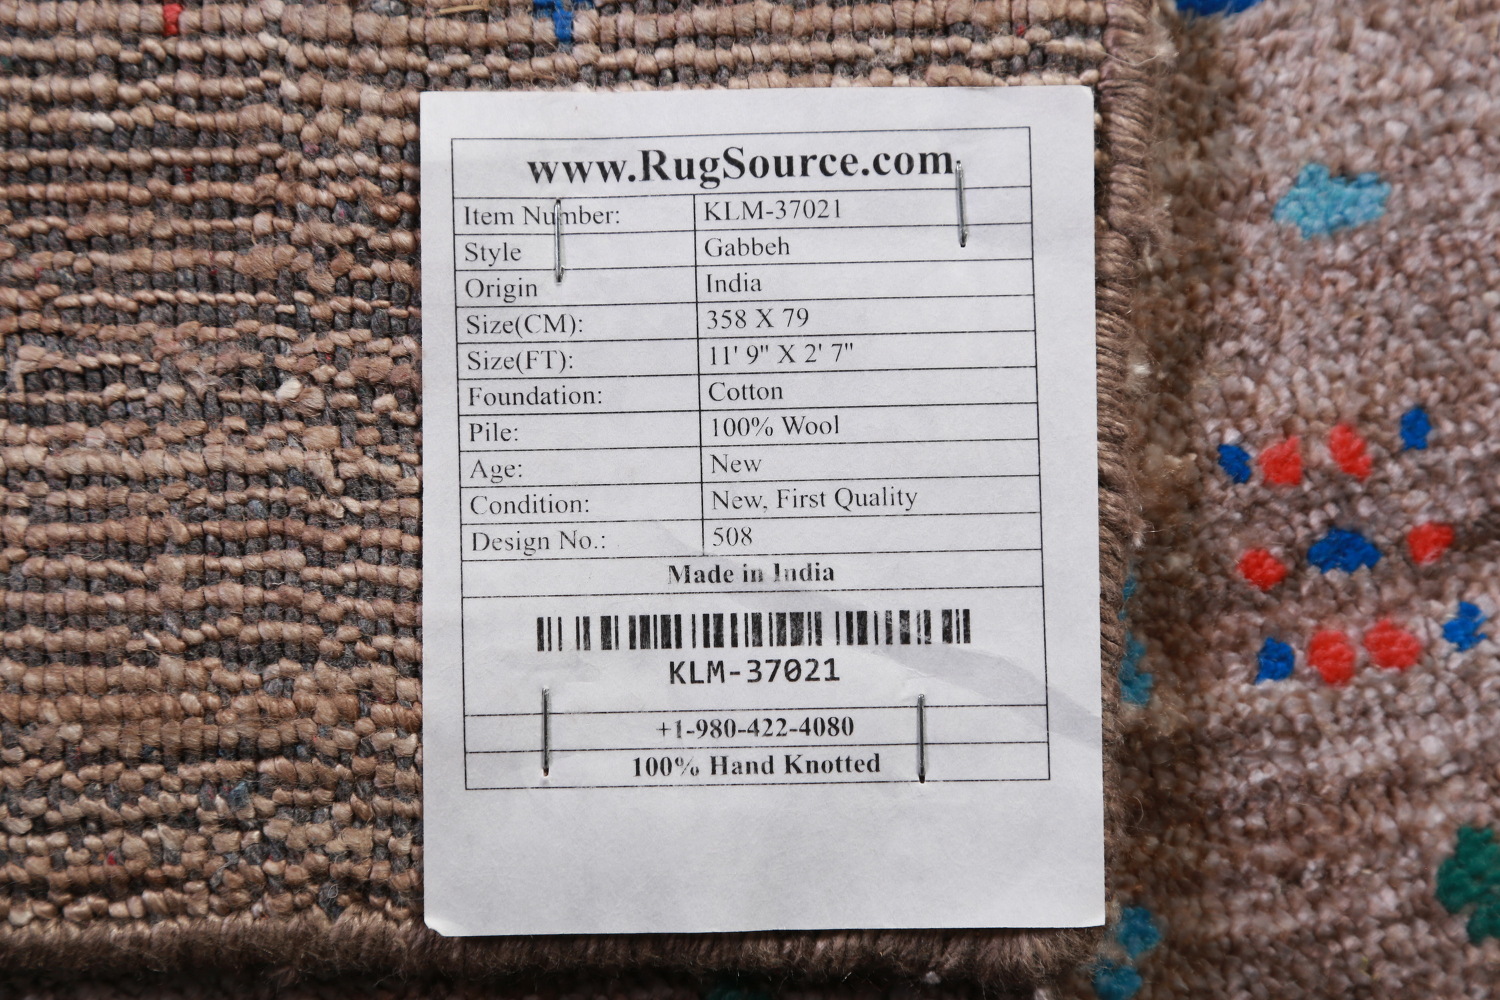 www.RugSource.com
Item Number: KLM-37021
Style Gabbeh
Origin India
Size(CM): 358 X 79
Size(FT): 11' 9" X 2' 7"
Foundation: Cotton
Pile: 100% Wool
Age: New
Condition: New, First Quality
Design No.: 508
Made in India
KLM-37021
+1-980-422-4080
100% Hand Knotted